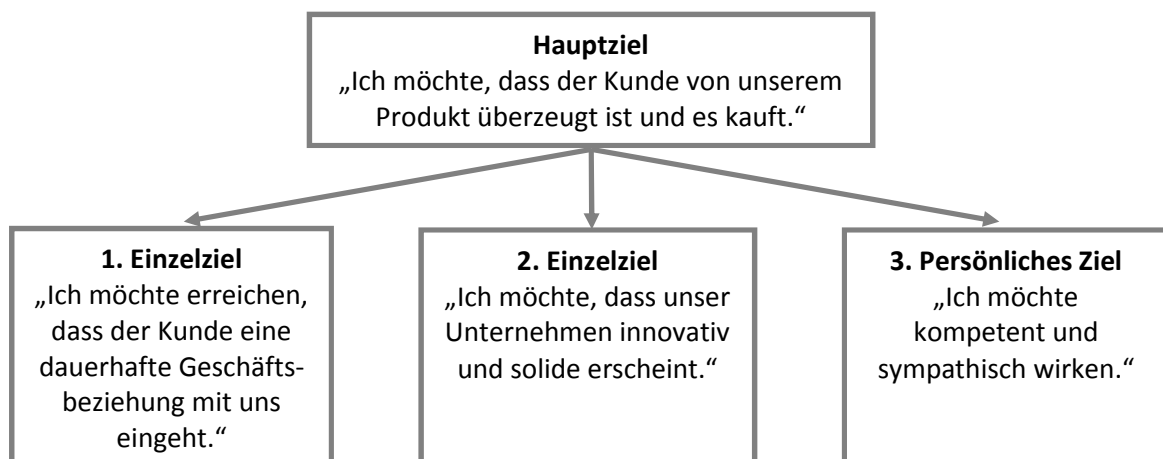 Hauptziel
„Ich möchte, dass der Kunde von unserem
Produkt überzeugt ist und es kauft.“
1. Einzelziel
„Ich möchte erreichen,
dass der Kunde eine
dauerhafte Geschäfts-
beziehung mit uns
eingeht.“
2. Einzelziel
„Ich möchte, dass unser
Unternehmen innovativ
und solide erscheint.“
3. Persönliches Ziel
„Ich möchte
kompetent und
sympathisch wirken.“